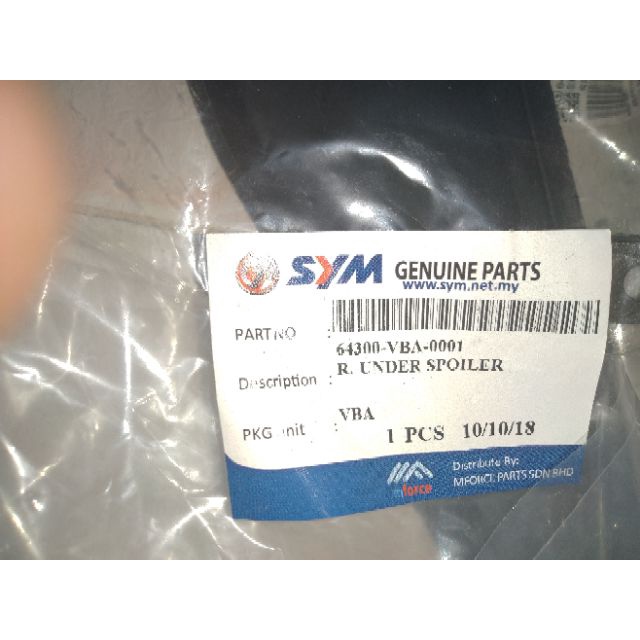 SYM GENUINE PARTS
www.sym.net.my
PART NO :
64300-VBA-0001
Description : R. UNDER SPOILER
VBA
PKG unit : 1 PCS 10/10/18
mforce
Distribute By:
MFORCE PARTS SDN BHD